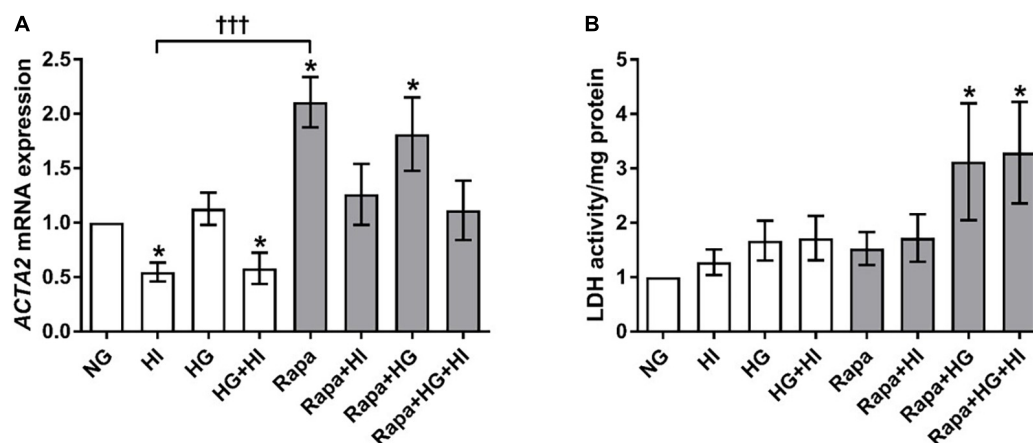 A
†††
ACTA2 mRNA expression
2.5
2.0
1.5
1.0
0.5
0.0
*
*
*
*
NG
HI
HG
HG+HI
Rapa
Rapa+HI
Rapa+HG
Rapa+HG+HI
B
LDH activity/mg protein
5
4
3
2
1
0
*
*
NG
HI
HG
HG+HI
Rapa
Rapa+HI
Rapa+HG
Rapa+HG+HI